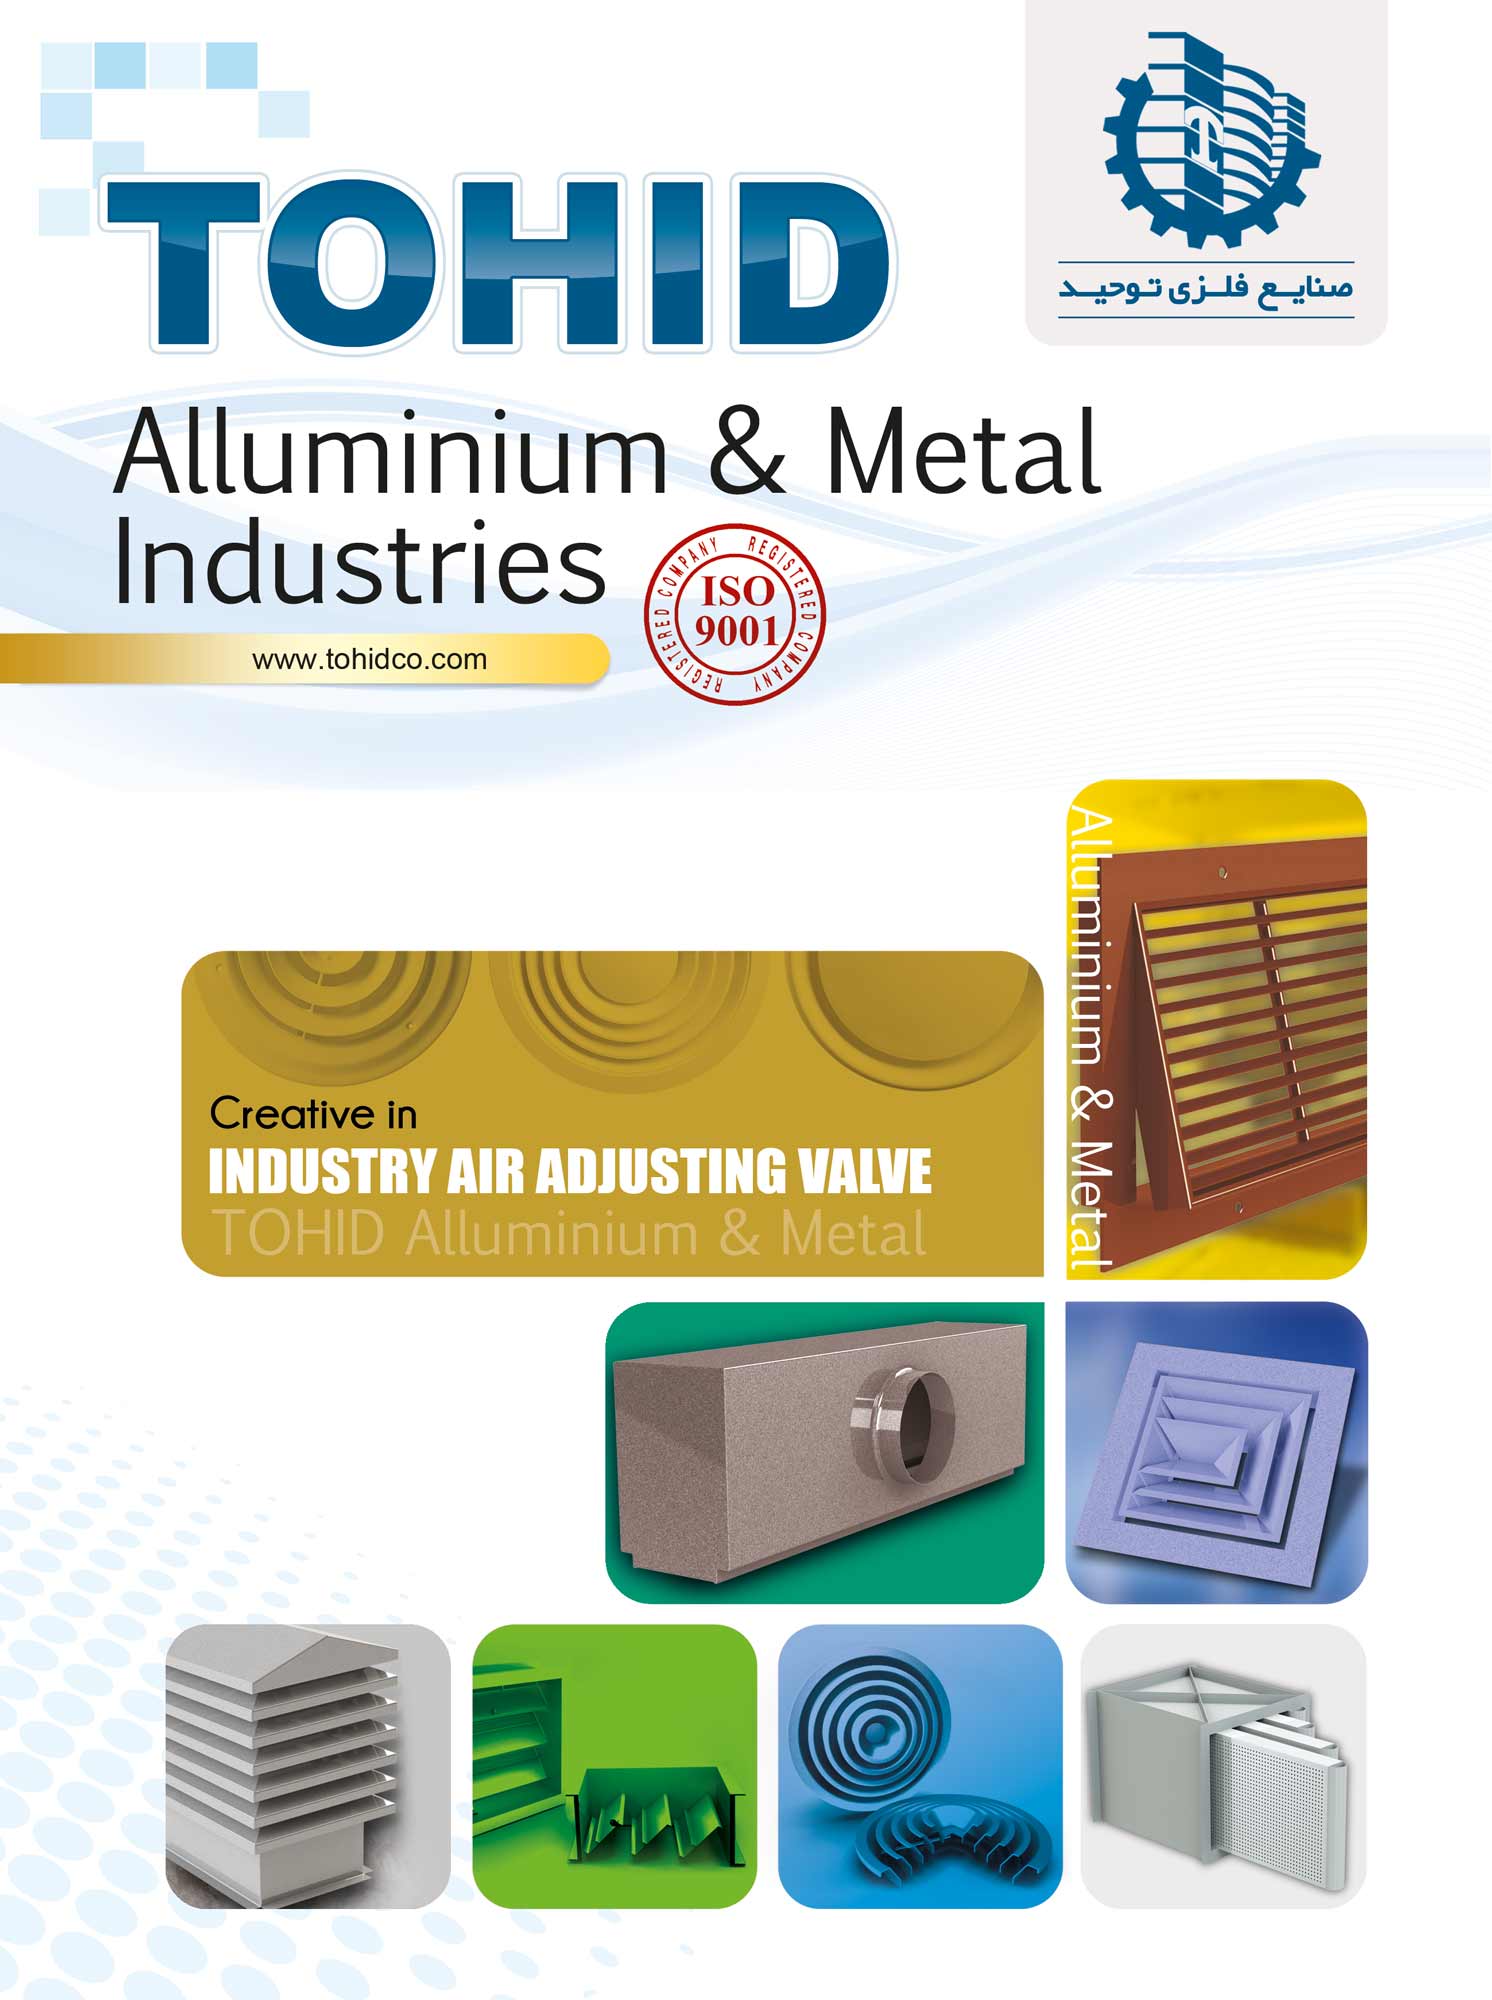 TOHID
صنایع فلزی توحید
Alluminium & Metal
Industries
REGISTERED COMPANY REGISTERED COMPANY
ISO
9001
www.tohidco.com
Alluminium & Metal
Creative in
INDUSTRY AIR ADJUSTING VALVE
TOHID Alluminium & Metal